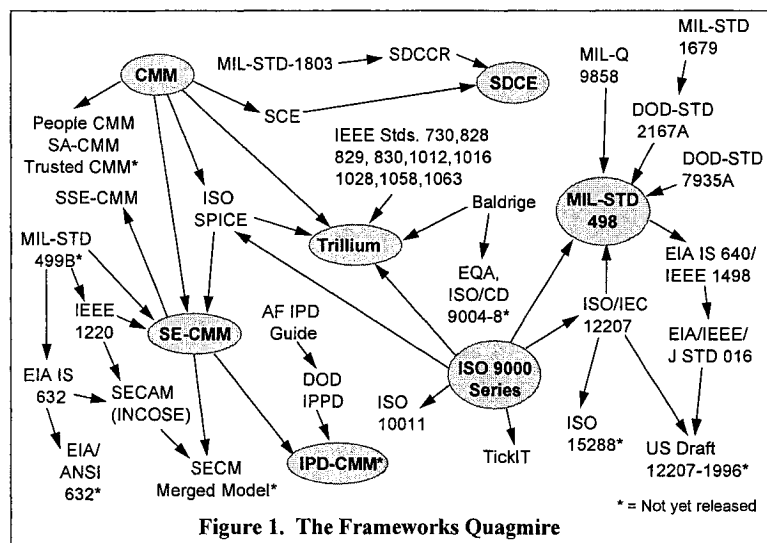 CMM
MIL-STD-1803
SDCCR
SDCE
SCE
MIL-Q
9858
MIL-STD
1679
DOD-STD
2167A
DOD-STD
7935A
People CMM
SA-CMM
Trusted CMM*
IEEE Stds. 730,828
829, 830,1012,1016
1028,1058,1063
SSE-CMM
ISO
SPICE
Baldrige
MIL-STD
498
Trillium
MIL-STD
499B*
EQA,
ISO/CD
9004-8*
EIA IS 640/
IEEE 1498
IEEE
1220
SE-CMM
AF IPD
Guide
ISO/IEC
12207
EIA/IEEE/
J STD 016
EIA IS
632
SECAM
(INCOSE)
DOD
IPPD
ISO 9000
Series
ISO
10011
ISO
15288*
EIA/
ANSI
632*
SECM
Merged Model*
IPD-CMM*
TickIT
US Draft
12207-1996*
* = Not yet released
Figure 1. The Frameworks Quagmire